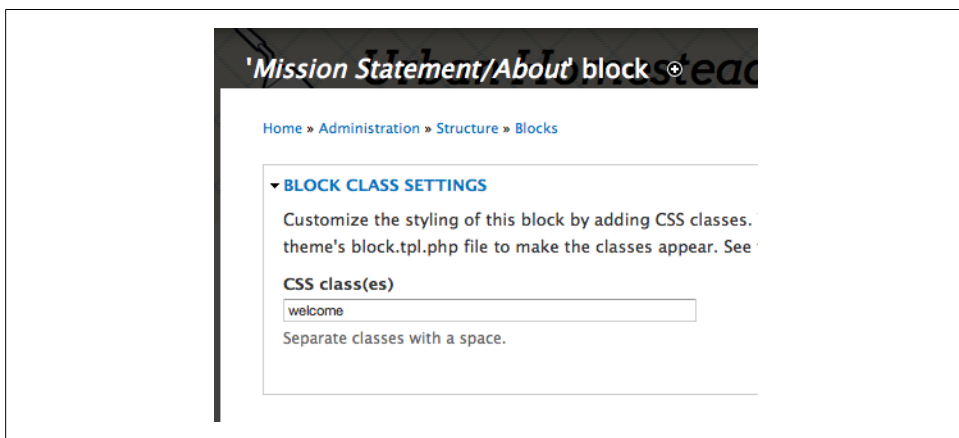 'Mission Statement/About' block
Urban Homestead
Home » Administration » Structure » Blocks
BLOCK CLASS SETTINGS
Customize the styling of this block by adding CSS classes.
theme's block.tpl.php file to make the classes appear. See
CSS class(es)
welcome
Separate classes with a space.